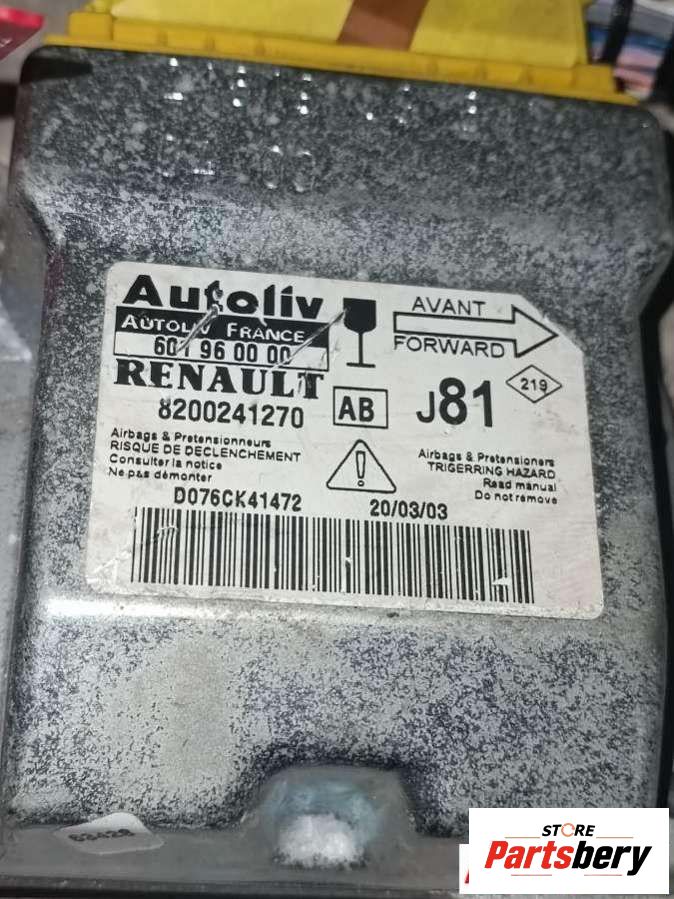 Autoliv
AUTOLIV FRANCE
601 96 00 00
RENAULT
8200241270
AB
J81
AVANT
FORWARD
219
Airbags & Pretensionneurs
RISQUE DE DECLENCHEMENT
Consulter la notice
Ne pas démonter
Airbags & Pretensioners
TRIGERRING HAZARD
Read manual
Do not remove
D076CK41472
20/03/03
STORE
Partsbery